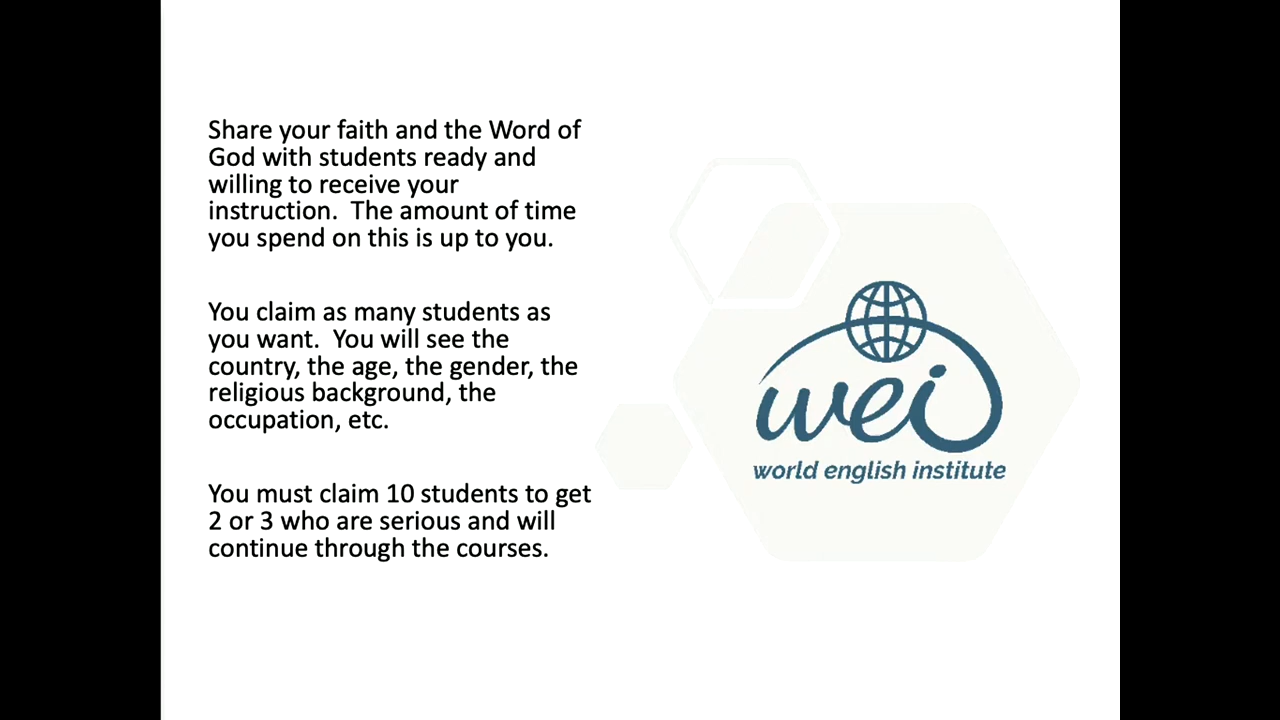 Share your faith and the Word of
God with students ready and
willing to receive your
instruction.  The amount of time
you spend on this is up to you.
You claim as many students as
you want.  You will see the
country, the age, the gender, the
religious background, the
occupation, etc.
You must claim 10 students to get
2 or 3 who are serious and will
continue through the courses.
wei
world english institute